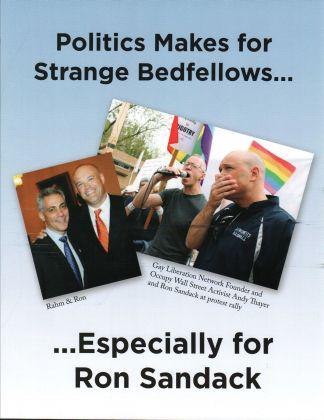 Politics Makes for
Strange Bedfellows...
Rahm & Ron
Gay Liberation Network Founder and
Occupy Wall Street Activist Andy Thayer
and Ron Sandack at protest rally
...Especially for
Ron Sandack